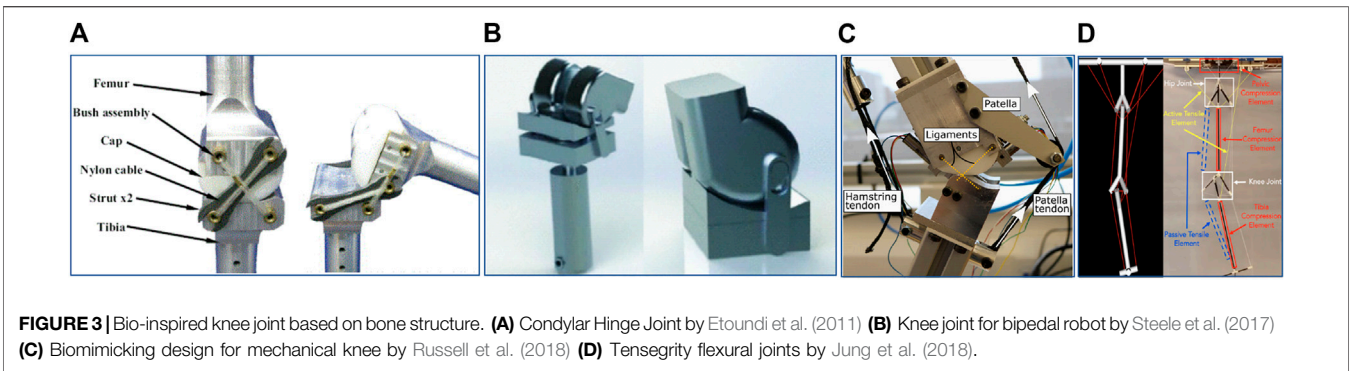 A
B
C
D
Femur
Bush assembly
Cap
Nylon cable
Strut x2
Tibia
Patella
Ligaments
Hamstring
tendon
Patella
tendon
Hip Joint
Compression
Element
Active Tensile
Element
Femur
Compression
Element
Knee Joint
Tibia
Compression
Element
Passive Tensile
Element
FIGURE 3 | Bio-inspired knee joint based on bone structure. (A) Condylar Hinge Joint by Etoundi et al. (2011) (B) Knee joint for bipedal robot by Steele et al. (2017)
(C) Biomimicking design for mechanical knee by Russell et al. (2018) (D) Tensegrity flexural joints by Jung et al. (2018).